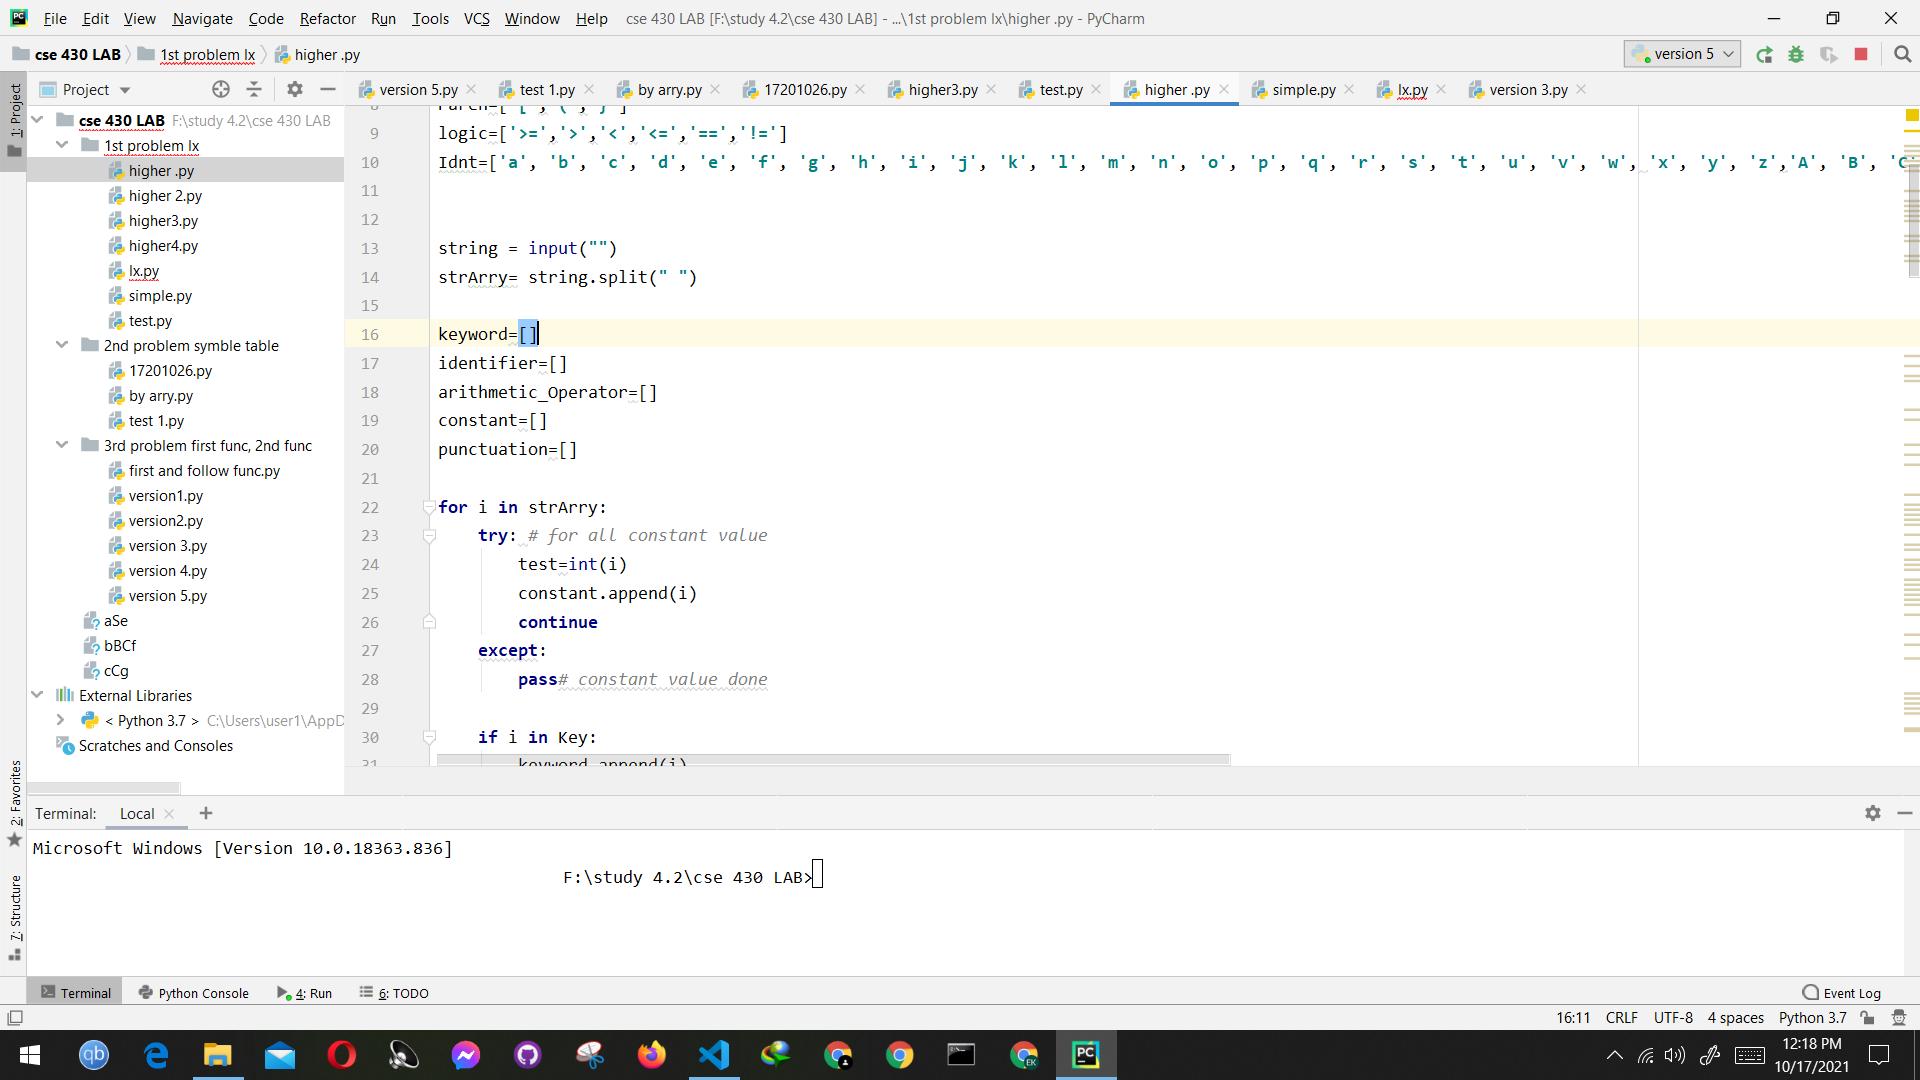 File Edit View Navigate Code Refactor Run Tools VCS Window Help cse 430 LAB [F:\study 4.2\cse 430 LAB] - ...\1st problem lx\higher .py - PyCharm
cse 430 LAB 1st problem lx higher .py version 5
Project version 5.py test 1.py by arry.py 17201026.py higher3.py test.py higher .py simple.py lx.py version 3.py
1: Project
cse 430 LAB F:\study 4.2\cse 430 LAB
1st problem lx
higher .py
higher 2.py
higher3.py
higher4.py
lx.py
simple.py
test.py
2nd problem symble table
17201026.py
by arry.py
test 1.py
3rd problem first func, 2nd func
first and follow func.py
version1.py
version2.py
version 3.py
version 4.py
version 5.py
aSe
bBCf
cCg
External Libraries
< Python 3.7 > C:\Users\user1\AppD
Scratches and Consoles
9 logic=['>=','>','<','<=','==','!=']
10 Idnt=['a', 'b', 'c', 'd', 'e', 'f', 'g', 'h', 'i', 'j', 'k', 'l', 'm', 'n', 'o', 'p', 'q', 'r', 's', 't', 'u', 'v', 'w', 'x', 'y', 'z','A', 'B', 'C'
11
12
13 string = input("")
14 strArry= string.split(" ")
15
16 keyword=[]
17 identifier=[]
18 arithmetic_Operator=[]
19 constant=[]
20 punctuation=[]
21
22 for i in strArry:
23 try: # for all constant value
24 test=int(i)
25 constant.append(i)
26 continue
27 except:
28 pass# constant value done
29
30 if i in Key:
31 keyword.append(i)
2: Favorites
7: Structure
Terminal: Local +
Microsoft Windows [Version 10.0.18363.836]
F:\study 4.2\cse 430 LAB>
Terminal Python Console 4: Run 6: TODO Event Log
16:11 CRLF UTF-8 4 spaces Python 3.7
qb EK PC 12:18 PM
10/17/2021